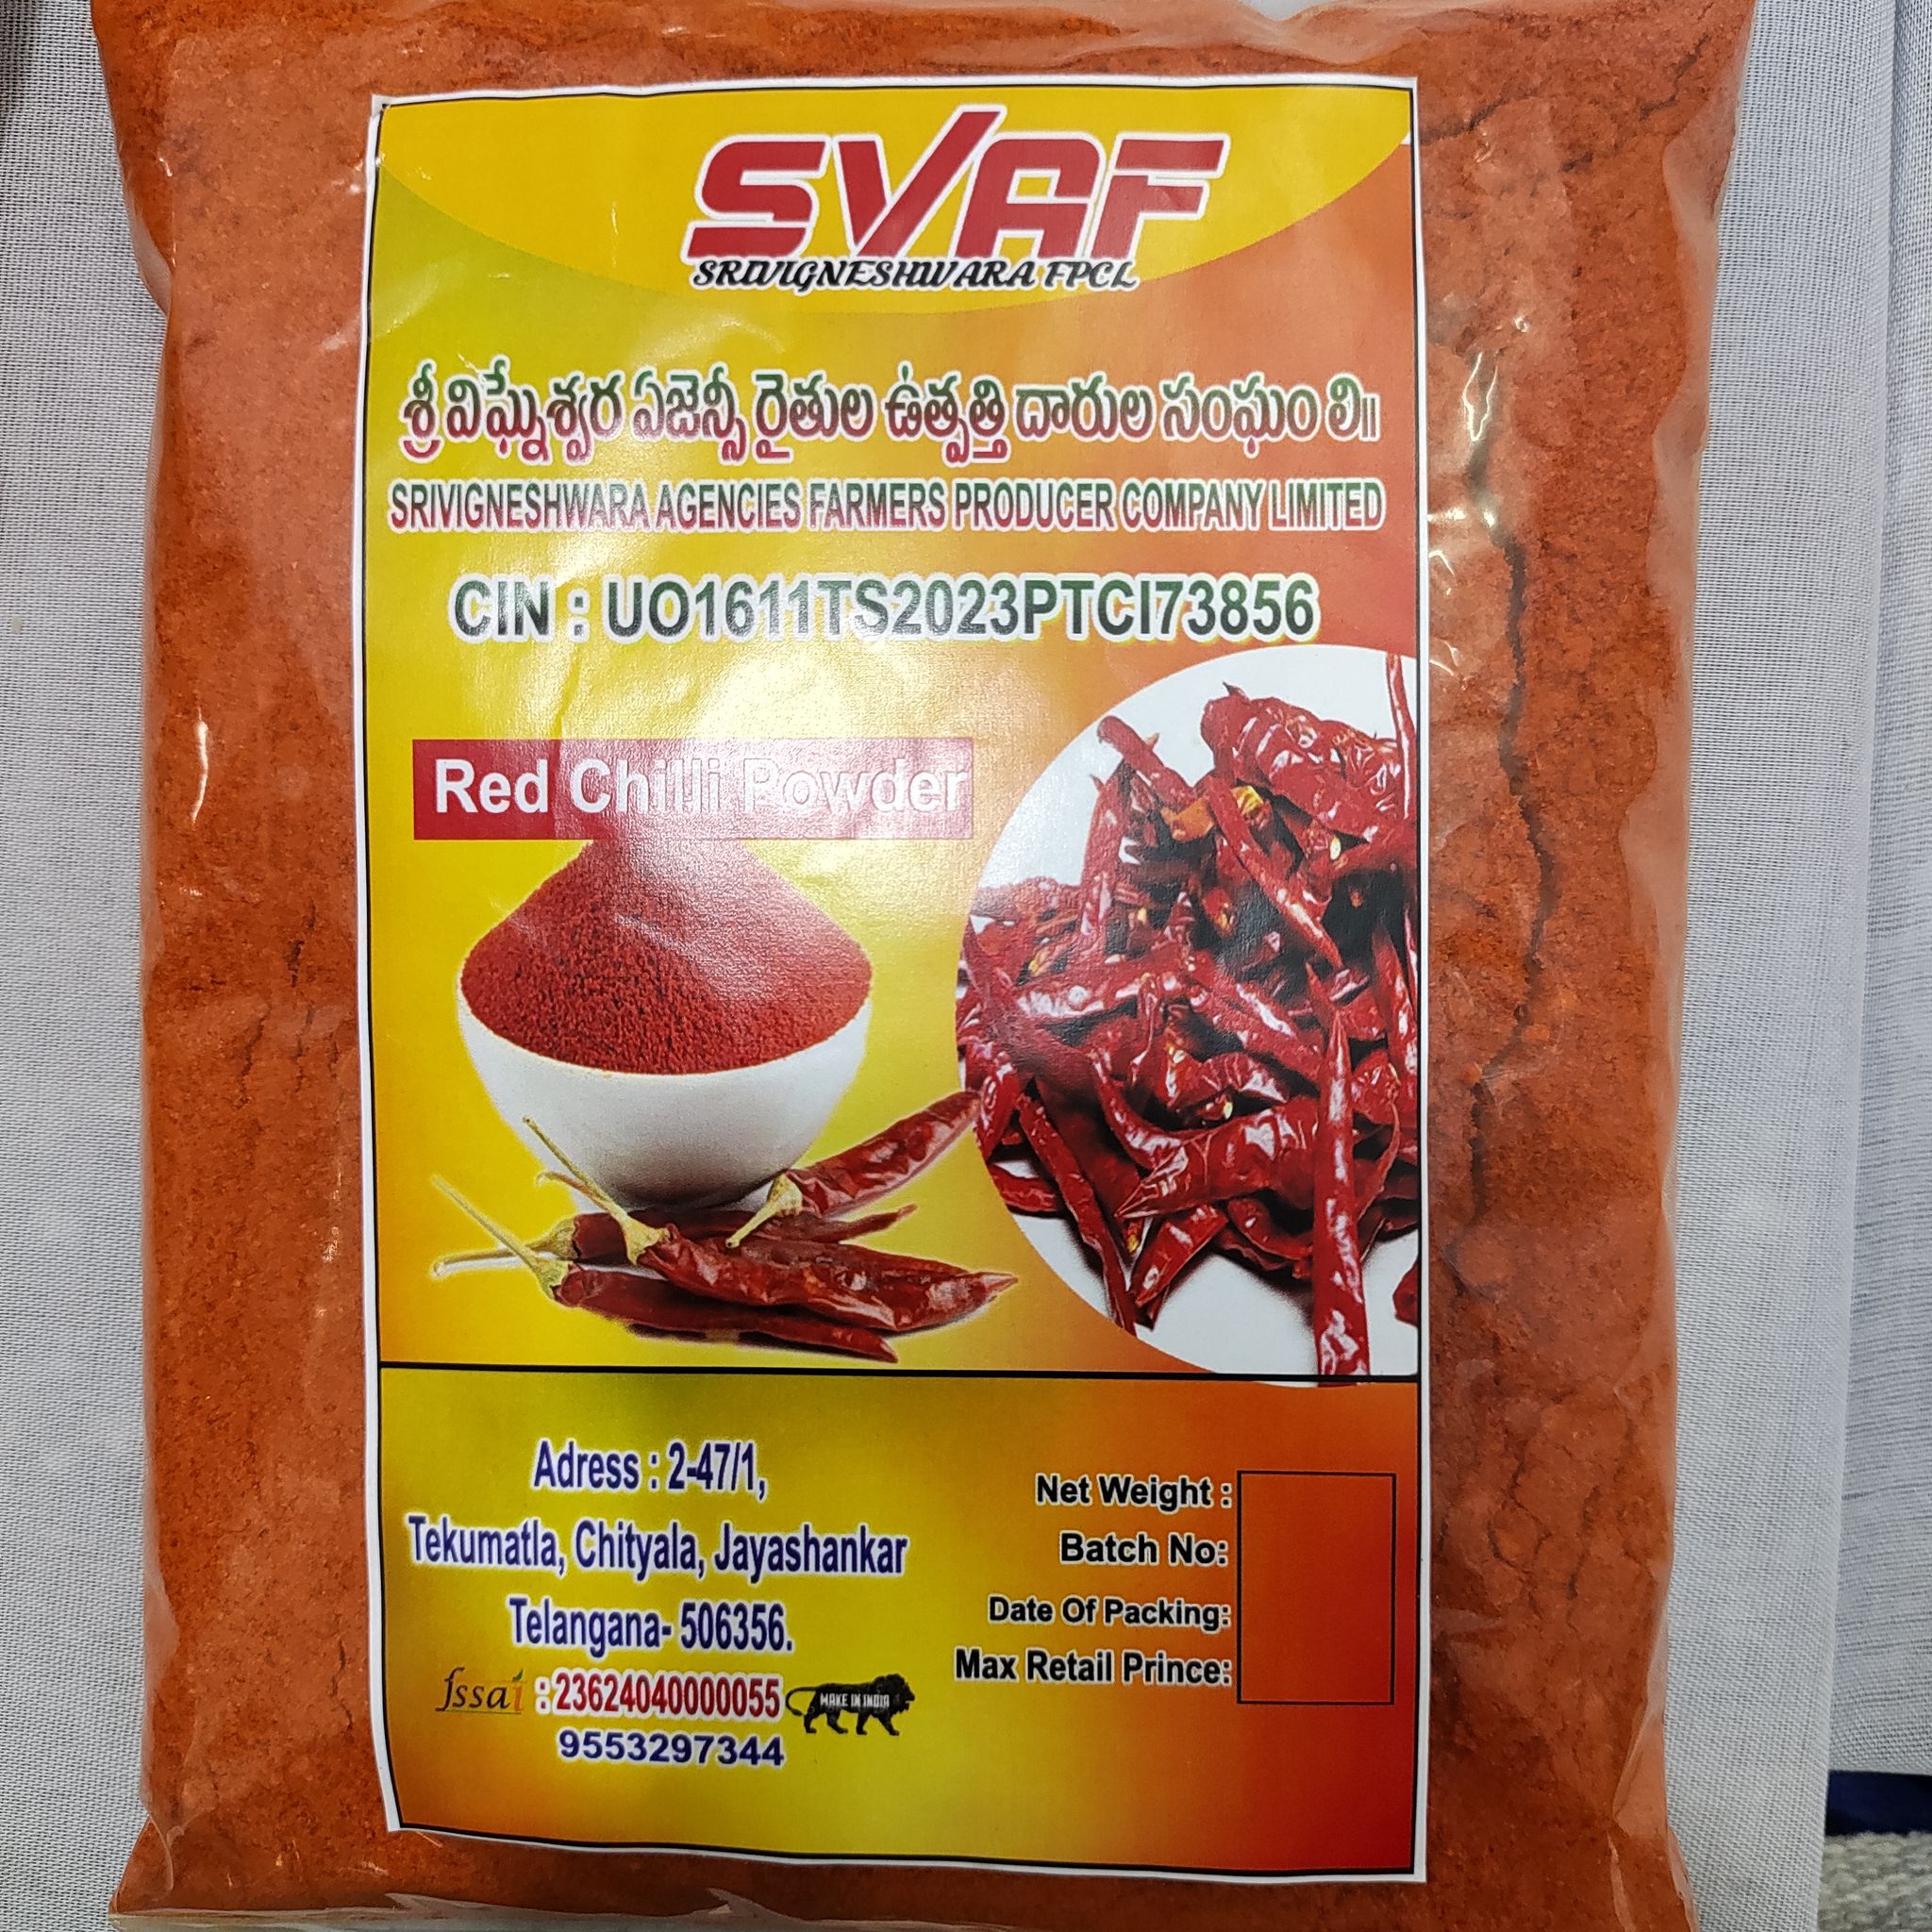 SVAF
SRIVIGNESHWARA FPCL
శ్రీ విఘ్నేశ్వర ఏజెన్సీ రైతుల ఉత్పత్తి దారుల సంఘం లి||
SRIVIGNESHWARA AGENCIES FARMERS PRODUCER COMPANY LIMITED
CIN : UO1611TS2023PTCI73856
Red Chilli Powder
Adress : 2-47/1,
Tekumatla, Chityala, Jayashankar
Telangana- 506356.
fssai : 23624040000055
MAKE IN INDIA
9553297344
Net Weight :
Batch No:
Date Of Packing:
Max Retail Prince: